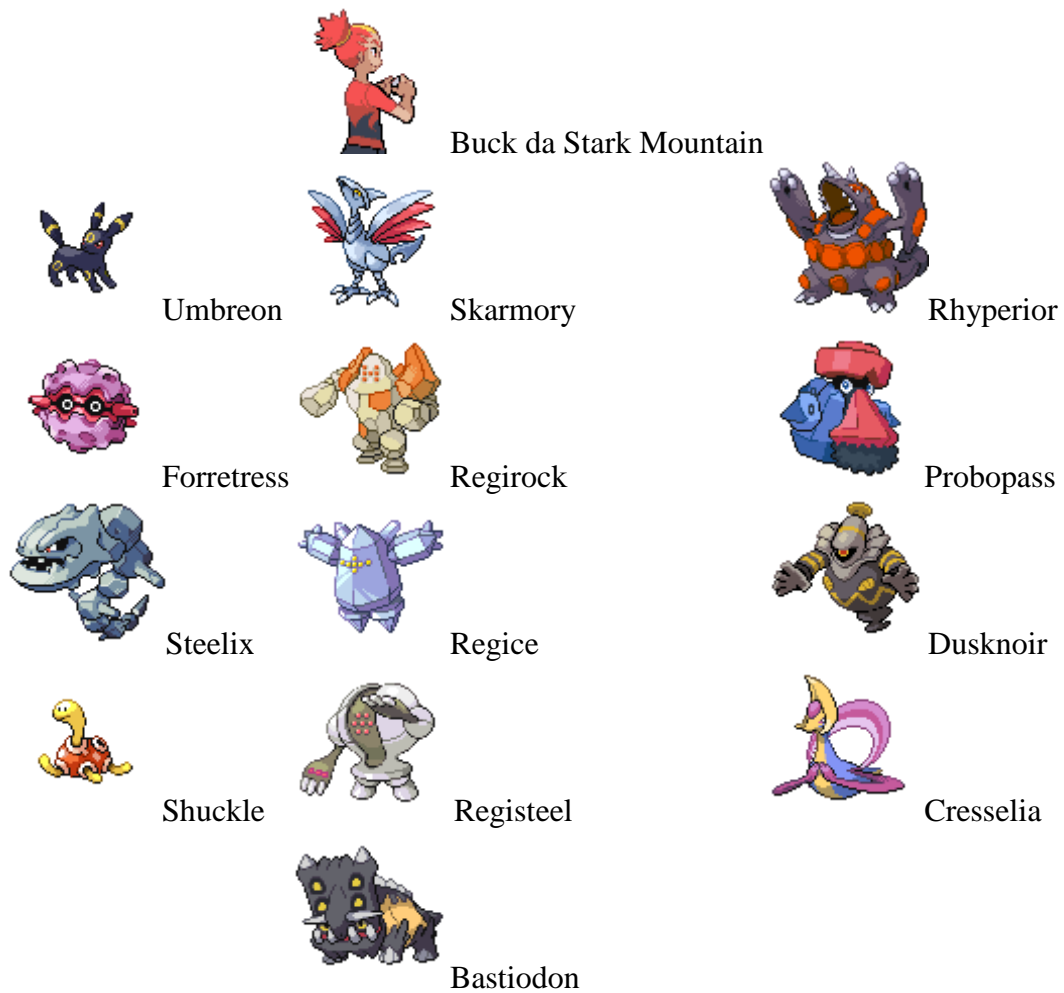 Buck da Stark Mountain
Umbreon Skarmory Rhyperior
Forretress Regirock Probopass
Steelix Regice Dusknoir
Shuckle Registeel Cresselia
Bastiodon